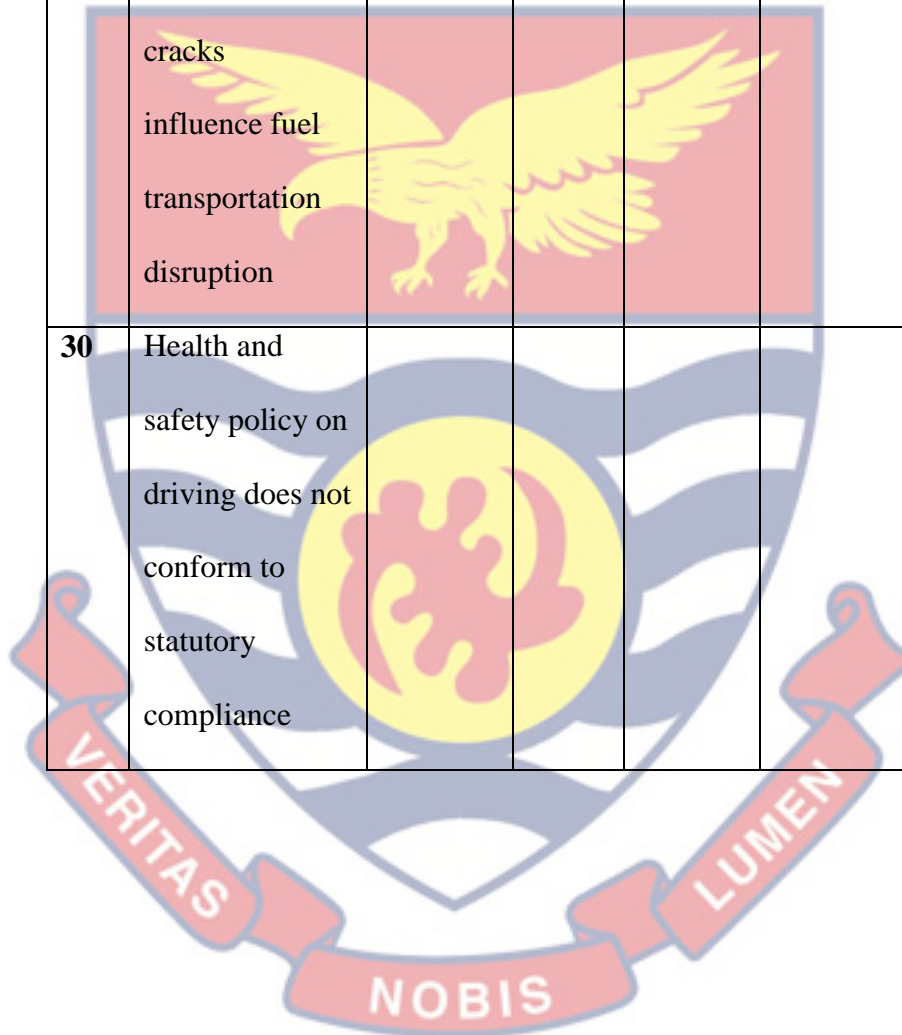 cracks
influence fuel
transportation
disruption
30 Health and
safety policy on
driving does not
conform to
statutory
compliance
VERITAS
NOBIS
LUMEN